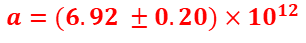 a = (6.92 ± 0.20) × 10¹²